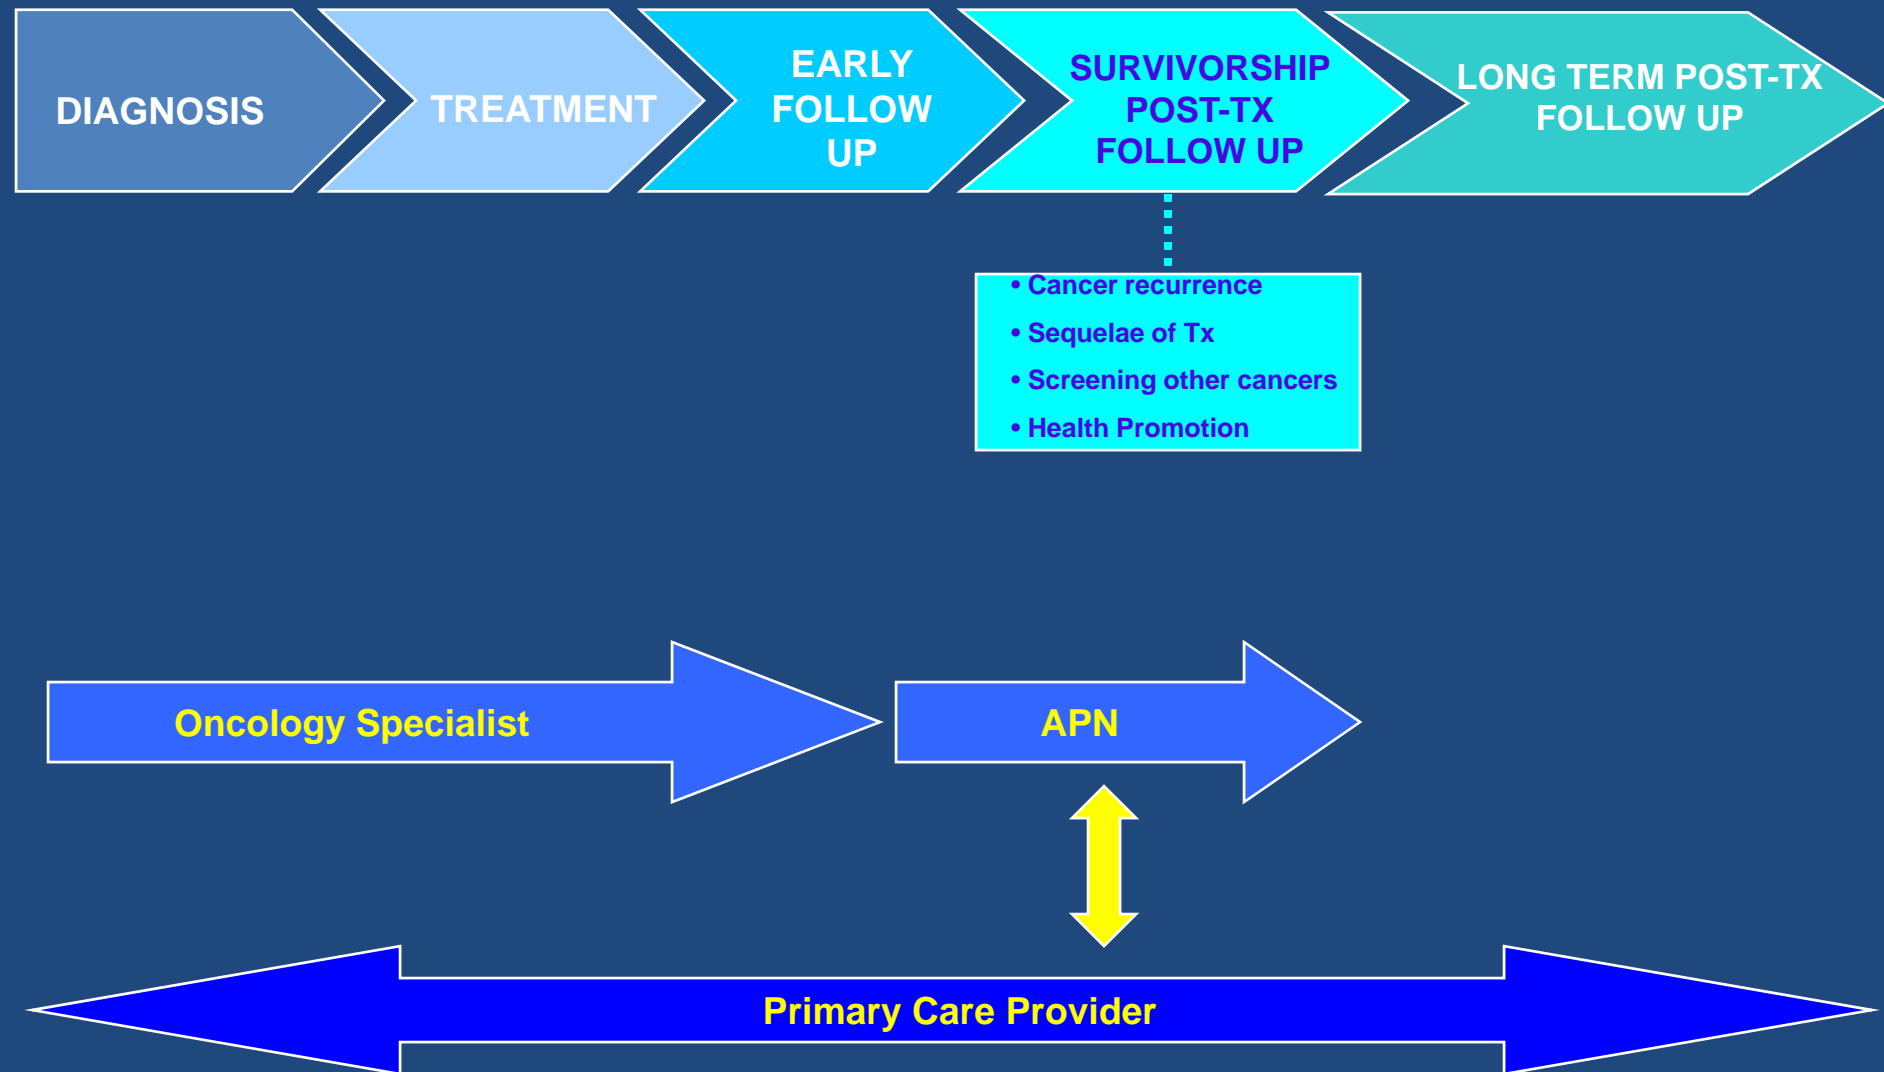 DIAGNOSIS
TREATMENT
EARLY
FOLLOW
UP
SURVIVORSHIP
POST-TX
FOLLOW UP
LONG TERM POST-TX
FOLLOW UP
• Cancer recurrence
• Sequelae of Tx
• Screening other cancers
• Health Promotion
Oncology Specialist
APN
Primary Care Provider